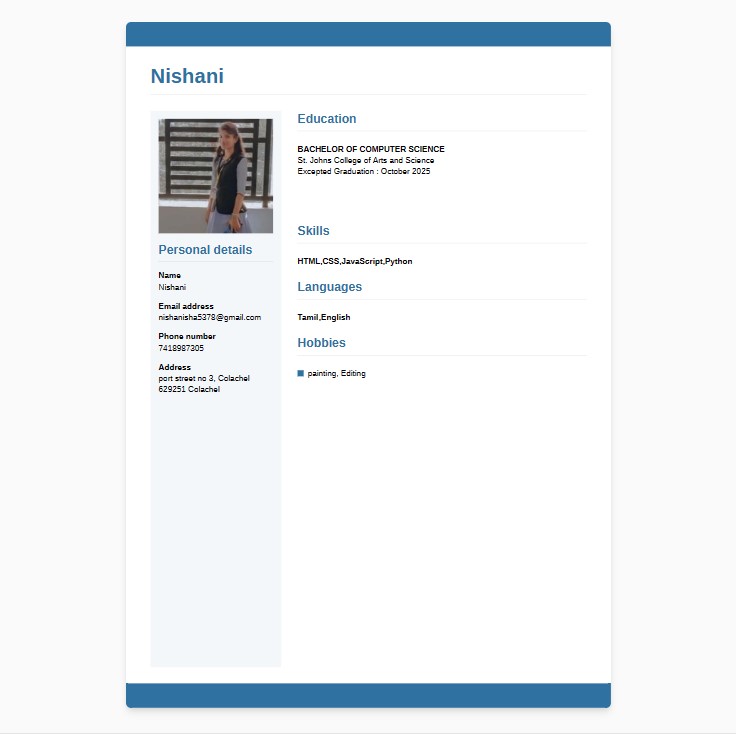 Nishani
Personal details
Name
Nishani
Email address
nishanisha5378@gmail.com
Phone number
7418987305
Address
port street no 3, Colachel
629251 Colachel
Education
BACHELOR OF COMPUTER SCIENCE
St. Johns College of Arts and Science
Excepted Graduation : October 2025
Skills
HTML,CSS,JavaScript,Python
Languages
Tamil,English
Hobbies
painting, Editing